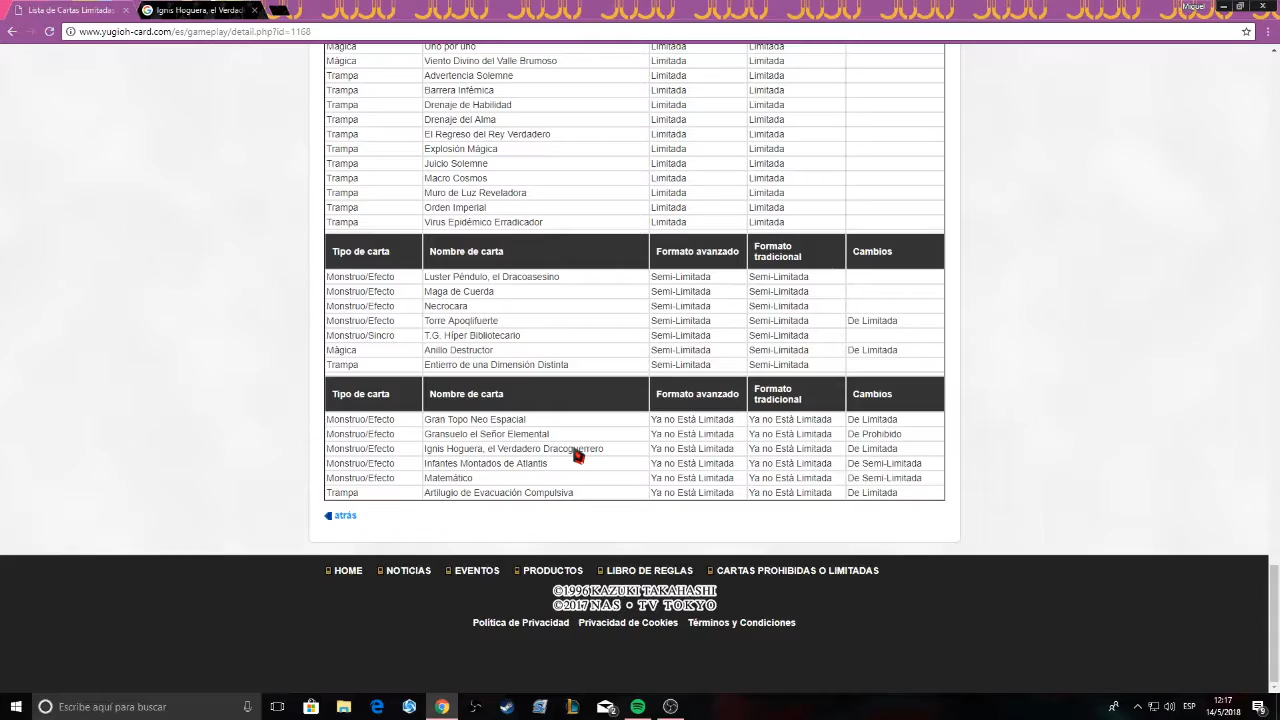 Lista de Cartas Limitadas
Ignis Hoguera, el Verdad
Miguel
www.yugioh-card.com/es/gameplay/detail.php?id=1168
Mágica Uno por uno Limitada Limitada
Mágica Viento Divino del Valle Brumoso Limitada Limitada
Trampa Advertencia Solemne Limitada Limitada
Trampa Barrera Infémica Limitada Limitada
Trampa Drenaje de Habilidad Limitada Limitada
Trampa Drenaje del Alma Limitada Limitada
Trampa El Regreso del Rey Verdadero Limitada Limitada
Trampa Explosión Mágica Limitada Limitada
Trampa Juicio Solemne Limitada Limitada
Trampa Macro Cosmos Limitada Limitada
Trampa Muro de Luz Reveladora Limitada Limitada
Trampa Orden Imperial Limitada Limitada
Trampa Virus Epidémico Erradicador Limitada Limitada
Tipo de carta Nombre de carta Formato avanzado Formato tradicional Cambios
Monstruo/Efecto Luster Péndulo, el Dracoasesino Semi-Limitada Semi-Limitada
Monstruo/Efecto Maga de Cuerda Semi-Limitada Semi-Limitada
Monstruo/Efecto Necrocara Semi-Limitada Semi-Limitada
Monstruo/Efecto Torre Apoqlifuerte Semi-Limitada Semi-Limitada De Limitada
Monstruo/Sincro T.G. Híper Bibliotecario Semi-Limitada Semi-Limitada
Mágica Anillo Destructor Semi-Limitada Semi-Limitada De Limitada
Trampa Entierro de una Dimensión Distinta Semi-Limitada Semi-Limitada
Tipo de carta Nombre de carta Formato avanzado Formato tradicional Cambios
Monstruo/Efecto Gran Topo Neo Espacial Ya no Está Limitada Ya no Está Limitada De Limitada
Monstruo/Efecto Gransuelo el Señor Elemental Ya no Está Limitada Ya no Está Limitada De Prohibido
Monstruo/Efecto Ignis Hoguera, el Verdadero Dracoguerrero Ya no Está Limitada Ya no Está Limitada De Limitada
Monstruo/Efecto Infantes Montados de Atlantis Ya no Está Limitada Ya no Está Limitada De Semi-Limitada
Monstruo/Efecto Matemático Ya no Está Limitada Ya no Está Limitada De Semi-Limitada
Trampa Artilugio de Evacuación Compulsiva Ya no Está Limitada Ya no Está Limitada De Limitada
atrás
HOME NOTICIAS EVENTOS PRODUCTOS LIBRO DE REGLAS CARTAS PROHIBIDAS O LIMITADAS
©1996 KAZUKI TAKAHASHI
©2017 NAS • TV TOKYO
Política de Privacidad Privacidad de Cookies Términos y Condiciones
Escribe aquí para buscar
ESP
12:17
14/5/2018